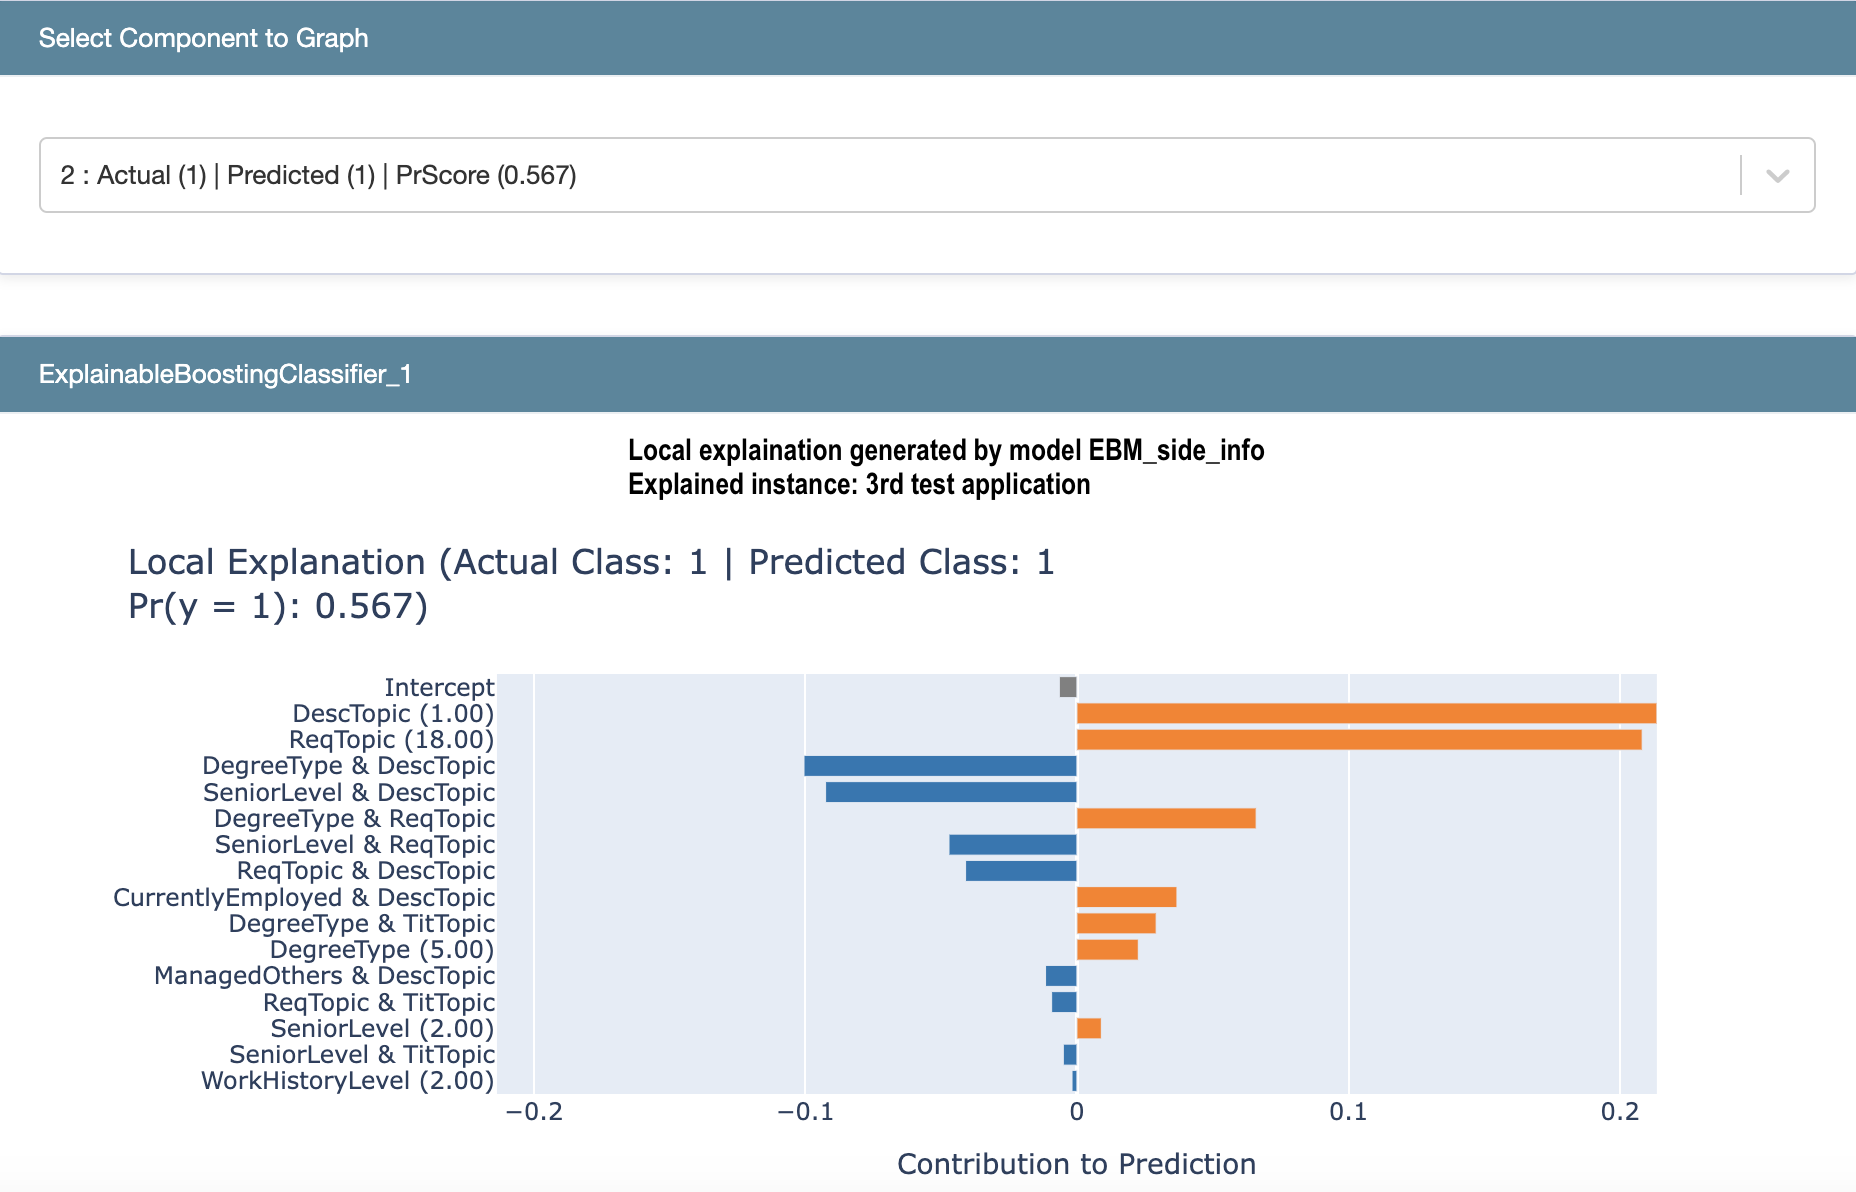 Select Component to Graph
2 : Actual (1) | Predicted (1) | PrScore (0.567)
ExplainableBoostingClassifier_1
Local explaination generated by model EBM_side_info
Explained instance: 3rd test application
Local Explanation (Actual Class: 1 | Predicted Class: 1
Pr(y = 1): 0.567)
Intercept
DescTopic (1.00)
ReqTopic (18.00)
DegreeType & DescTopic
SeniorLevel & DescTopic
DegreeType & ReqTopic
SeniorLevel & ReqTopic
ReqTopic & DescTopic
CurrentlyEmployed & DescTopic
DegreeType & TitTopic
DegreeType (5.00)
ManagedOthers & DescTopic
ReqTopic & TitTopic
SeniorLevel (2.00)
SeniorLevel & TitTopic
WorkHistoryLevel (2.00)
−0.2 −0.1 0 0.1 0.2
Contribution to Prediction